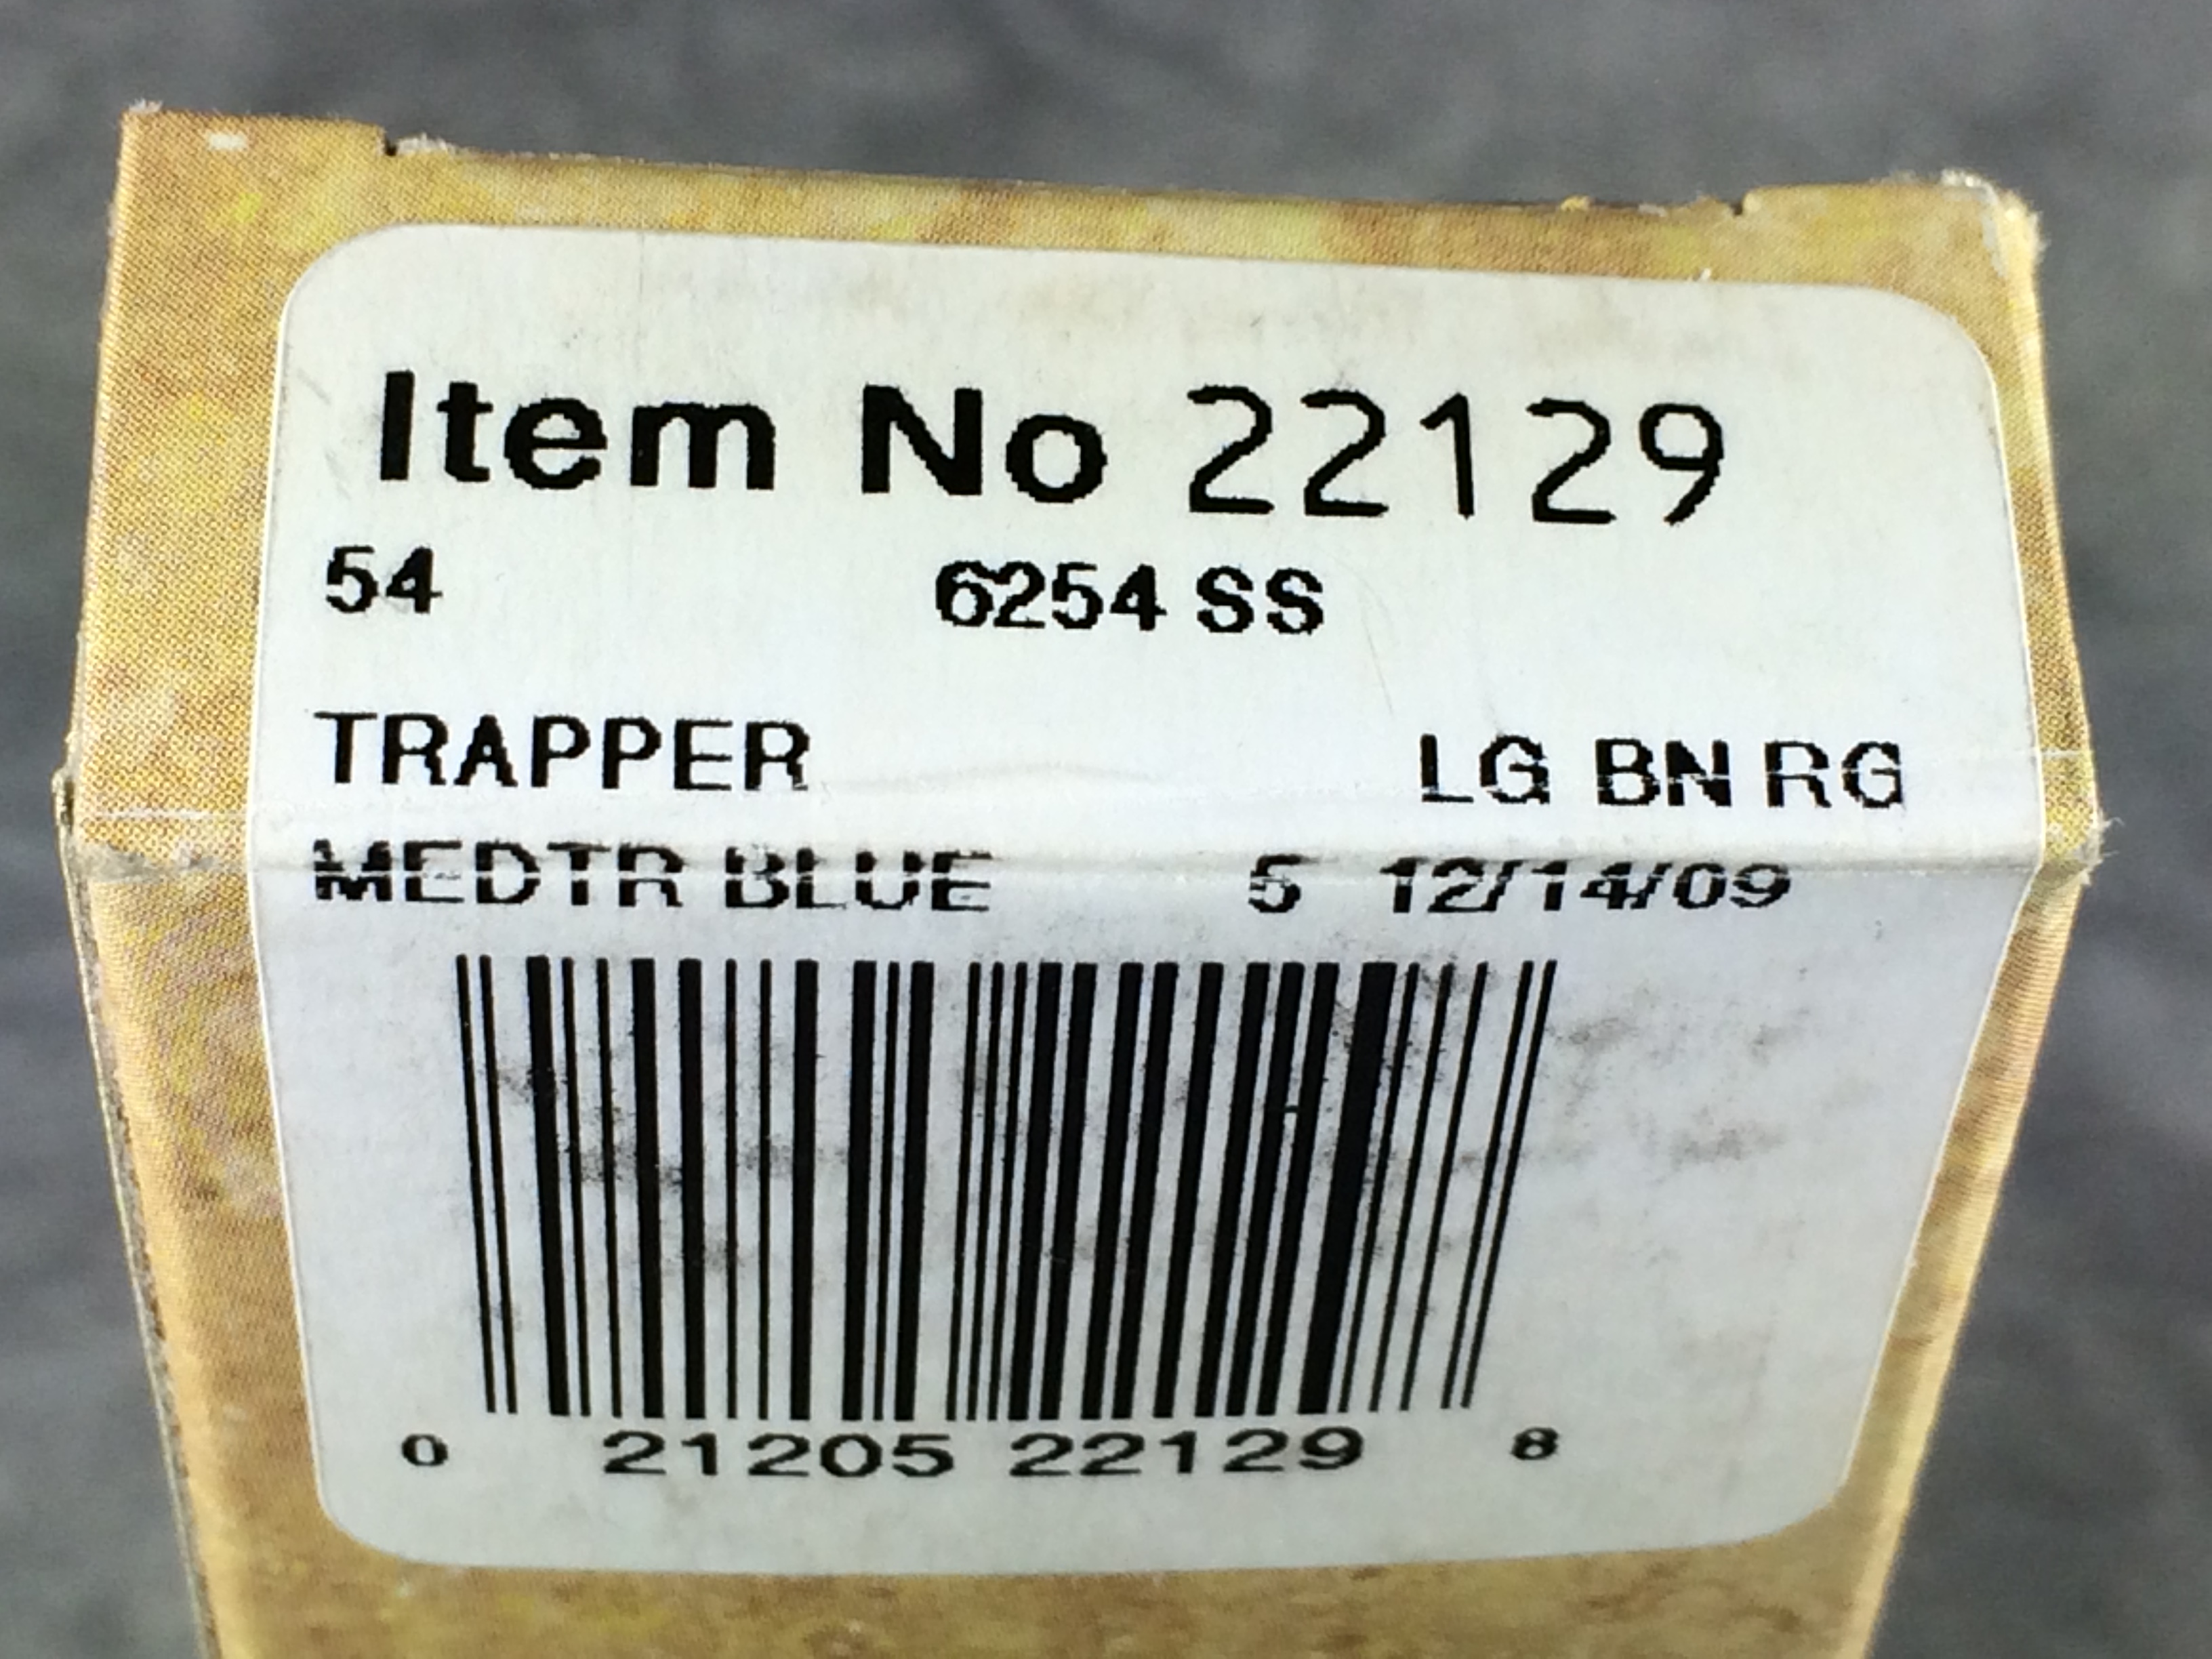 Item No 22129
54 6254 SS
TRAPPER LG BN RG
MEDTR BLUE 5 12/14/09
0 21205 22129 8